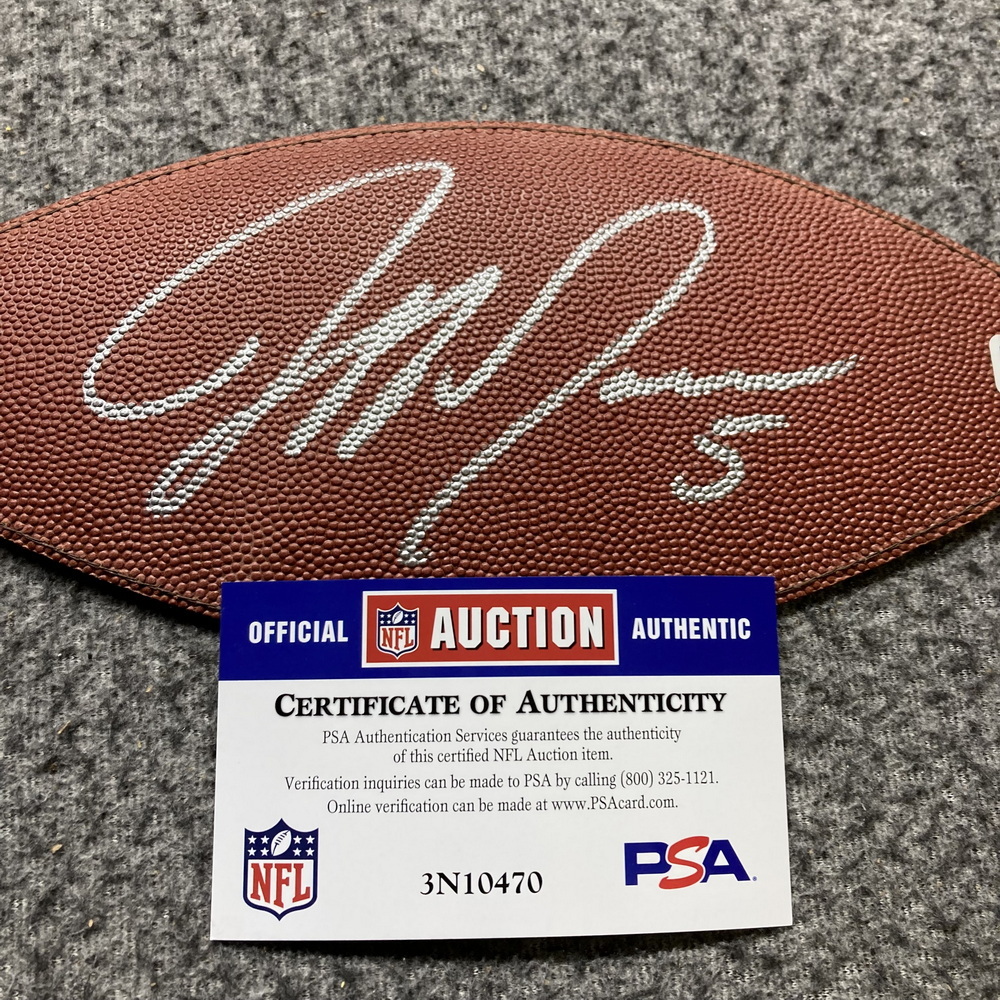 5
OFFICIAL NFL AUCTION AUTHENTIC
CERTIFICATE OF AUTHENTICITY
PSA Authentication Services guarantees the authenticity
of this certified NFL Auction item.
Verification inquiries can be made to PSA by calling (800) 325-1121.
Online verification can be made at www.PSAcard.com.
NFL
3N10470
PSA